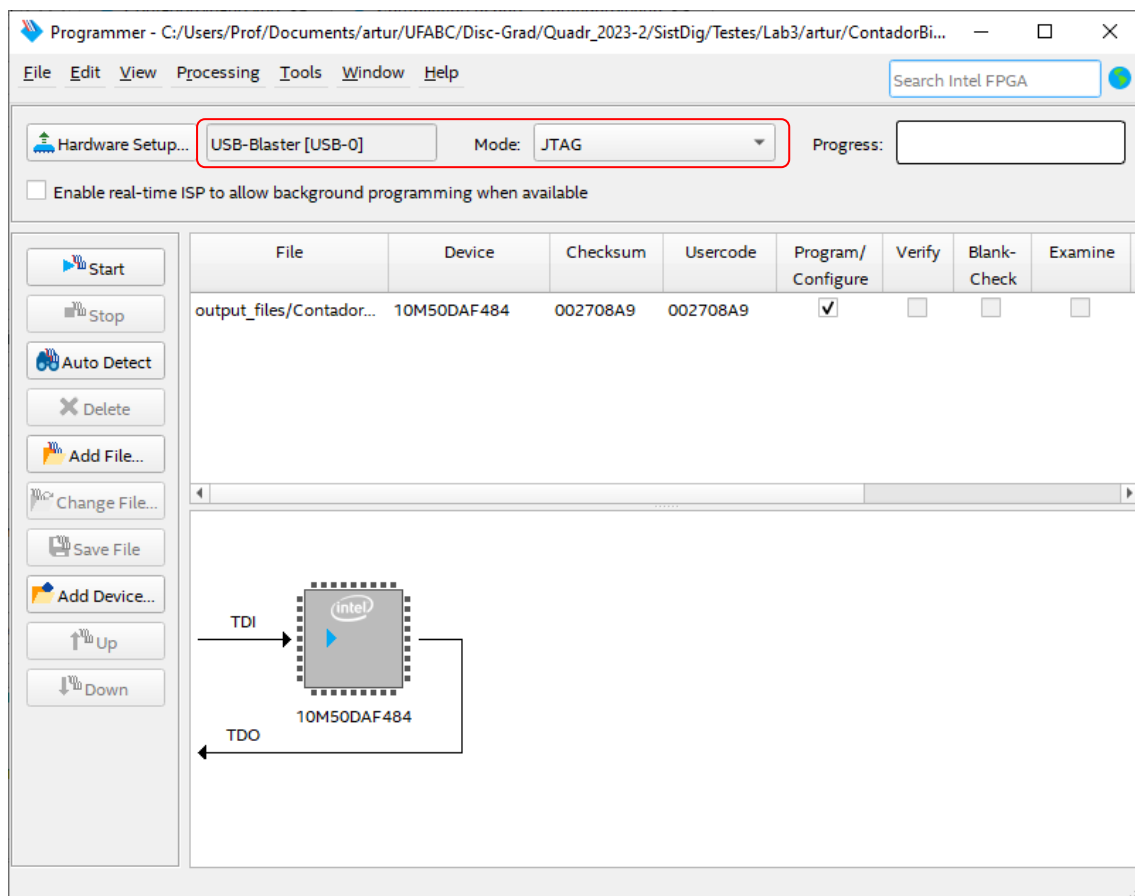 Programmer - C:/Users/Prof/Documents/artur/UFABC/Disc-Grad/Quadr_2023-2/SistDig/Testes/Lab3/artur/ContadorBi...
File Edit View Processing Tools Window Help
Search Intel FPGA
Hardware Setup... USB-Blaster [USB-0] Mode: JTAG Progress:
Enable real-time ISP to allow background programming when available
Start
Stop
Auto Detect
Delete
Add File...
Change File...
Save File
Add Device...
Up
Down
File Device Checksum Usercode Program/ Verify Blank- Examine
Configure Check
output_files/Contador... 10M50DAF484 002708A9 002708A9
TDI
intel
10M50DAF484
TDO